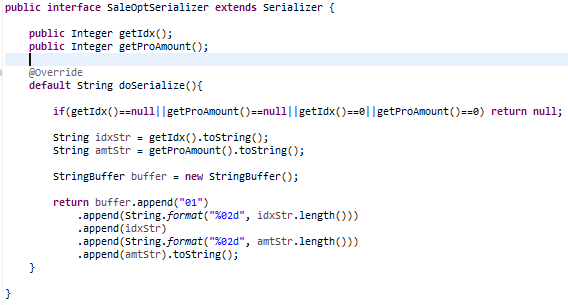 public interface SaleOptSerializer extends Serializer {
public Integer getIdx();
public Integer getProAmount();
@Override
default String doSerialize(){
if(getIdx()==null||getProAmount()==null||getIdx()==0||getProAmount()==0) return null;
String idxStr = getIdx().toString();
String amtStr = getProAmount().toString();
StringBuffer buffer = new StringBuffer();
return buffer.append("01")
.append(String.format("%02d", idxStr.length()))
.append(idxStr)
.append(String.format("%02d", amtStr.length()))
.append(amtStr).toString();
}
}